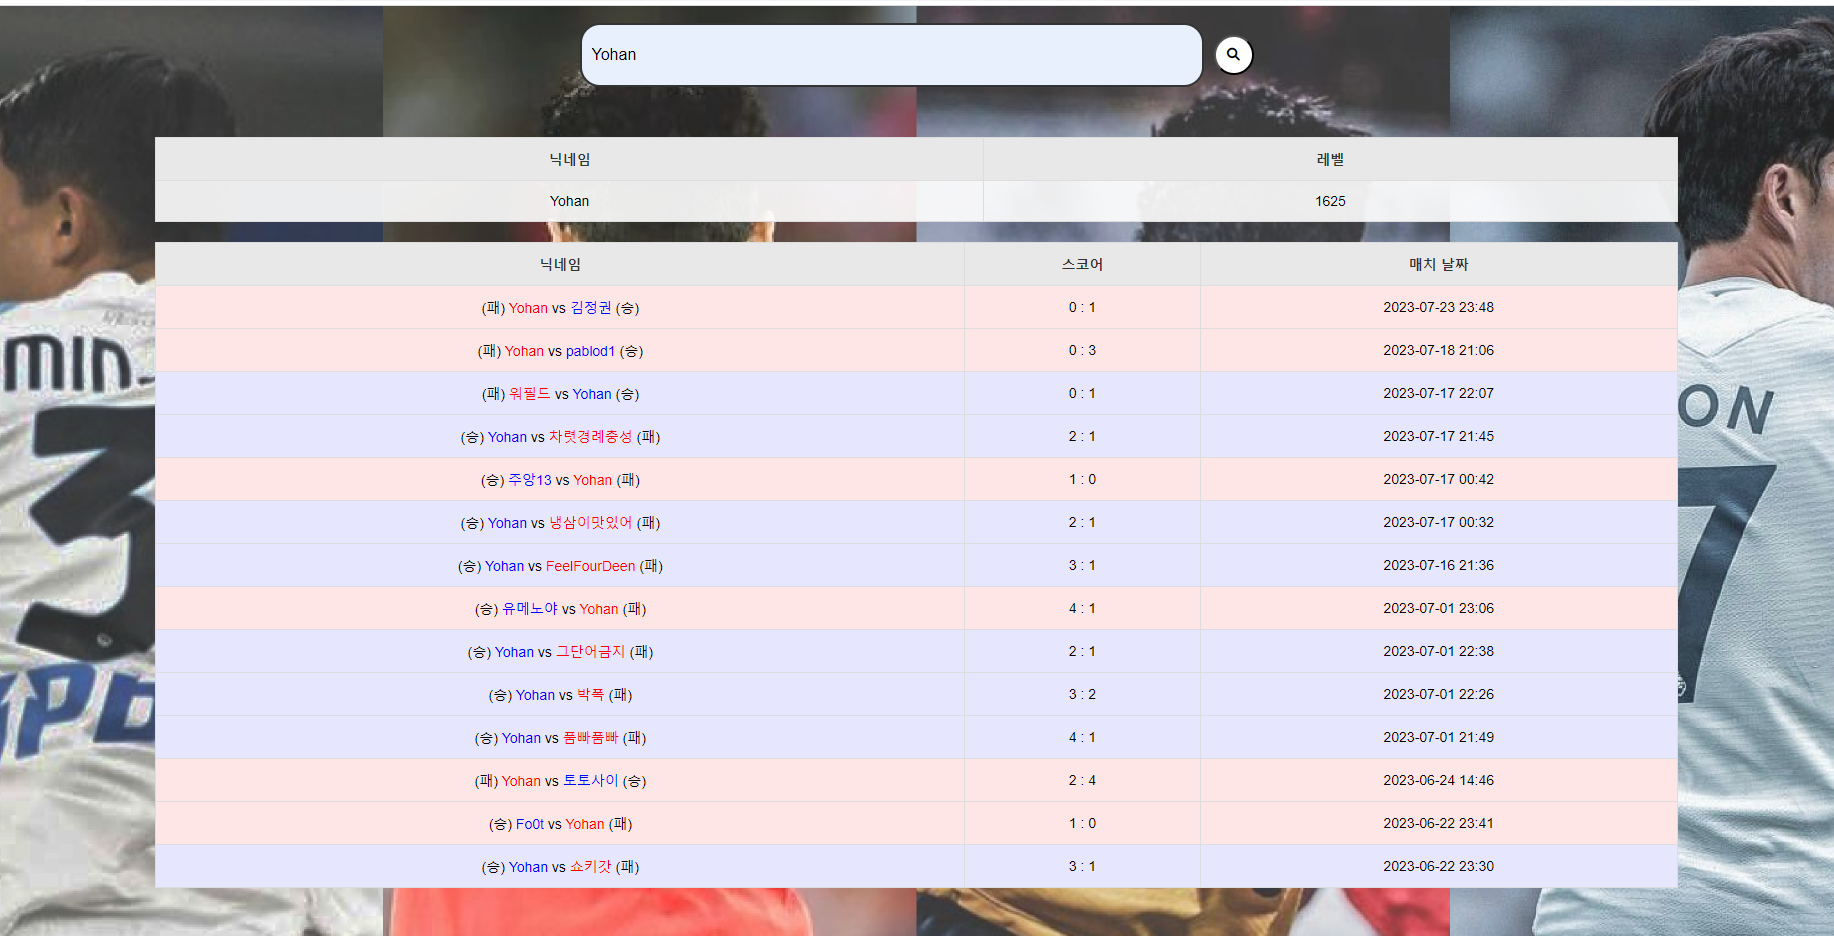 Yohan
닉네임 레벨
Yohan 1625
닉네임 스코어 매치 날짜
(패) Yohan vs 김정권 (승) 0 : 1 2023-07-23 23:48
(패) Yohan vs pablod1 (승) 0 : 3 2023-07-18 21:06
(패) 워필드 vs Yohan (승) 0 : 1 2023-07-17 22:07
(승) Yohan vs 차렷경례충성 (패) 2 : 1 2023-07-17 21:45
(승) 주앙13 vs Yohan (패) 1 : 0 2023-07-17 00:42
(승) Yohan vs 냉삼이맛있어 (패) 2 : 1 2023-07-17 00:32
(승) Yohan vs FeelFourDeen (패) 3 : 1 2023-07-16 21:36
(승) 유메노야 vs Yohan (패) 4 : 1 2023-07-01 23:06
(승) Yohan vs 그단어금지 (패) 2 : 1 2023-07-01 22:38
(승) Yohan vs 박폭 (패) 3 : 2 2023-07-01 22:26
(승) Yohan vs 품빠품빠 (패) 4 : 1 2023-07-01 21:49
(패) Yohan vs 토토사이 (승) 2 : 4 2023-06-24 14:46
(승) Fo0t vs Yohan (패) 1 : 0 2023-06-22 23:41
(승) Yohan vs 쇼키갓 (패) 3 : 1 2023-06-22 23:30
MIN
3
ON
7